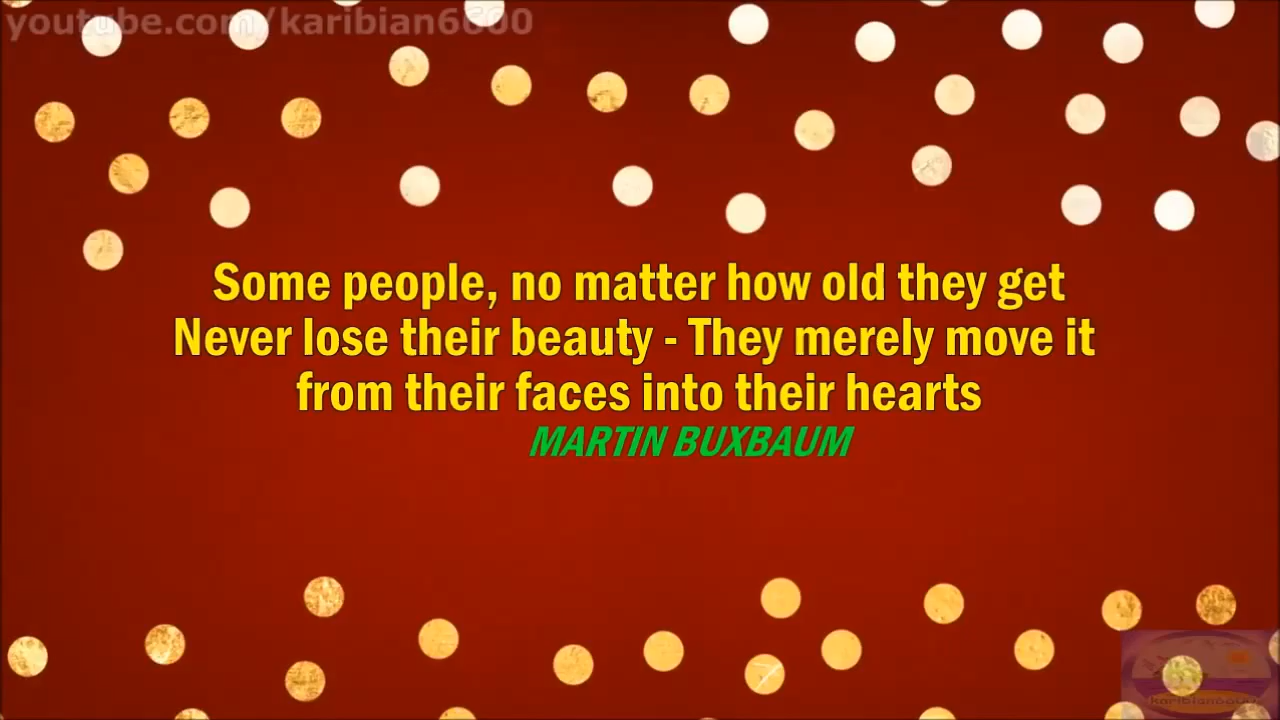 youtube.com/karibian6600
Some people, no matter how old they get
Never lose their beauty - They merely move it
from their faces into their hearts
MARTIN BUXBAUM